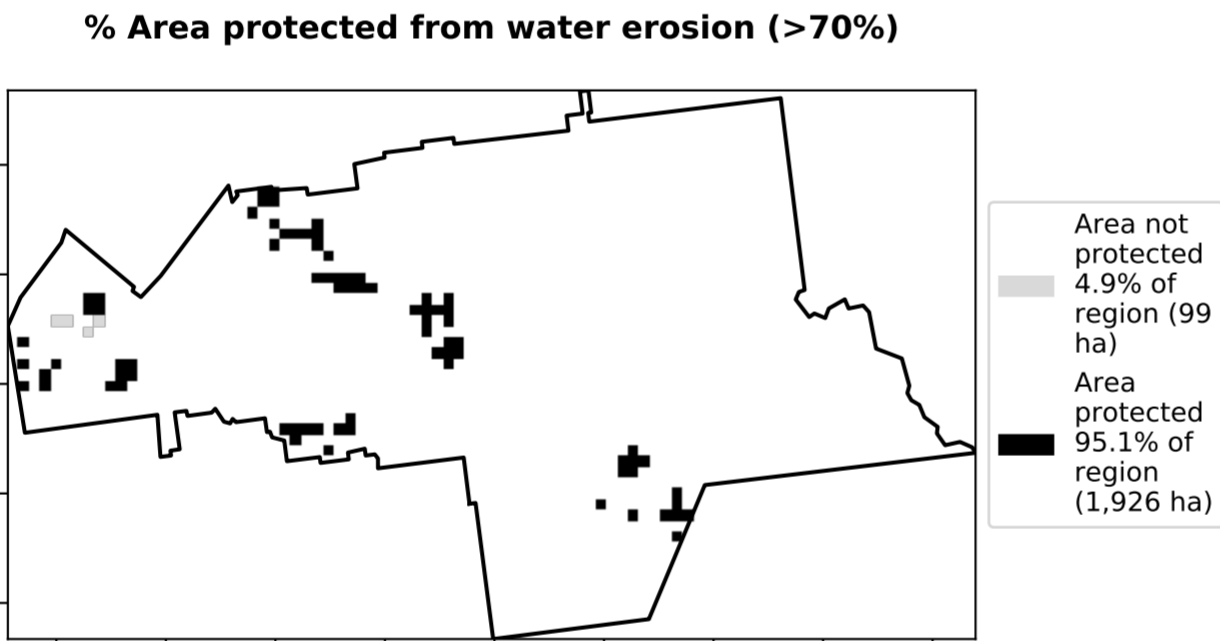 % Area protected from water erosion (>70%)
Area not
protected
4.9% of
region (99
ha)
Area
protected
95.1% of
region
(1,926 ha)